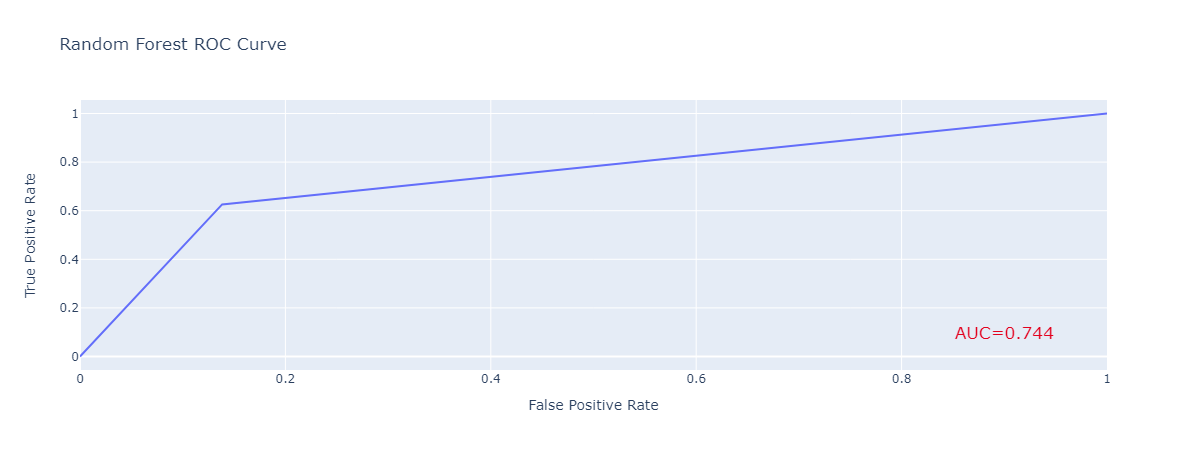 Random Forest ROC Curve
True Positive Rate
1
0.8
0.6
0.4
0.2
0
AUC=0.744
0 0.2 0.4 0.6 0.8 1
False Positive Rate